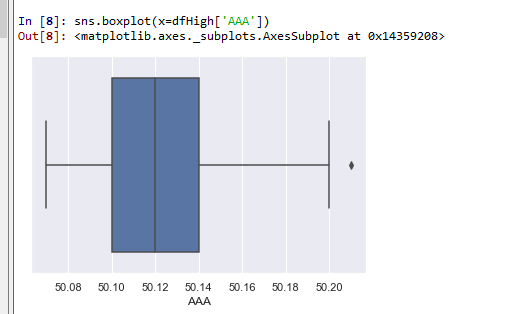 In [8]: sns.boxplot(x=dfHigh['AAA'])
Out[8]: <matplotlib.axes._subplots.AxesSubplot at 0x14359208>
50.08 50.10 50.12 50.14 50.16 50.18 50.20
AAA